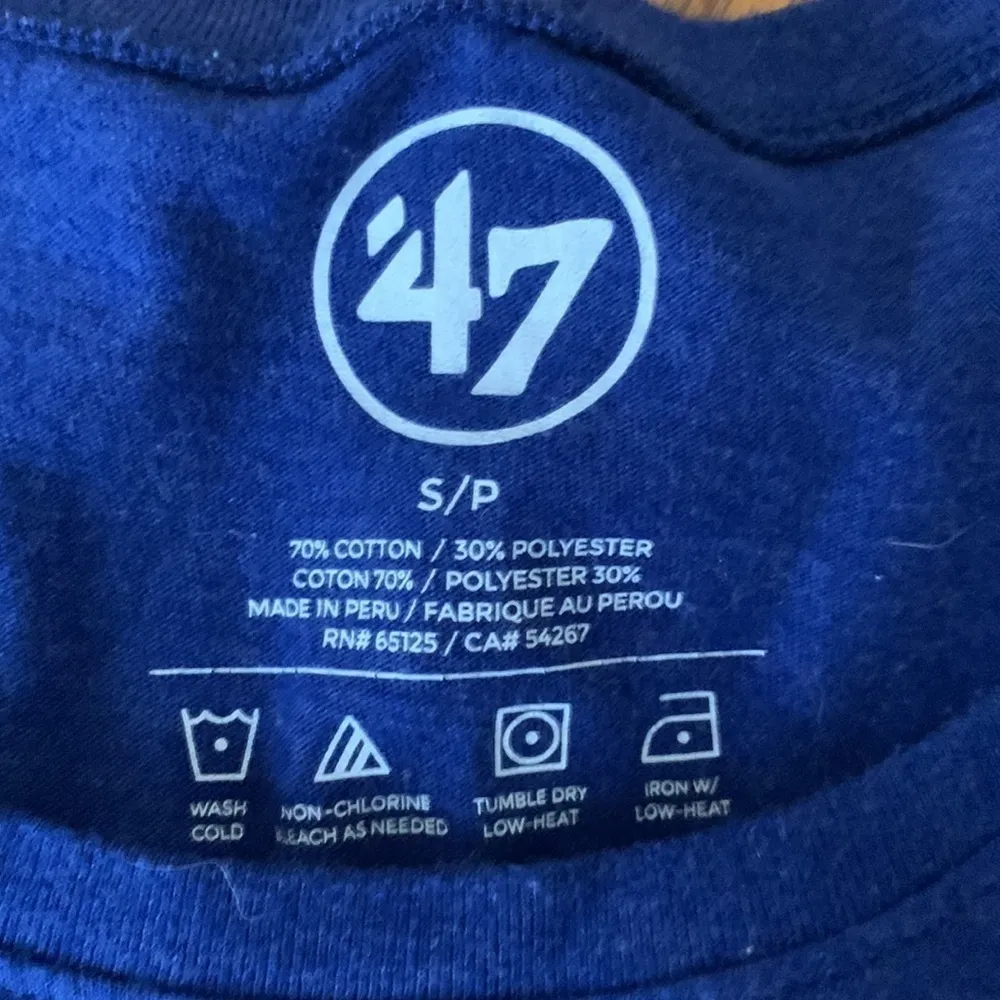 '47
S/P
70% COTTON / 30% POLYESTER
COTON 70% / POLYESTER 30%
MADE IN PERU / FABRIQUE AU PEROU
RN# 65125 / CA# 54267
WASH COLD
NON-CHLORINE BLEACH AS NEEDED
TUMBLE DRY LOW-HEAT
IRON W/ LOW-HEAT